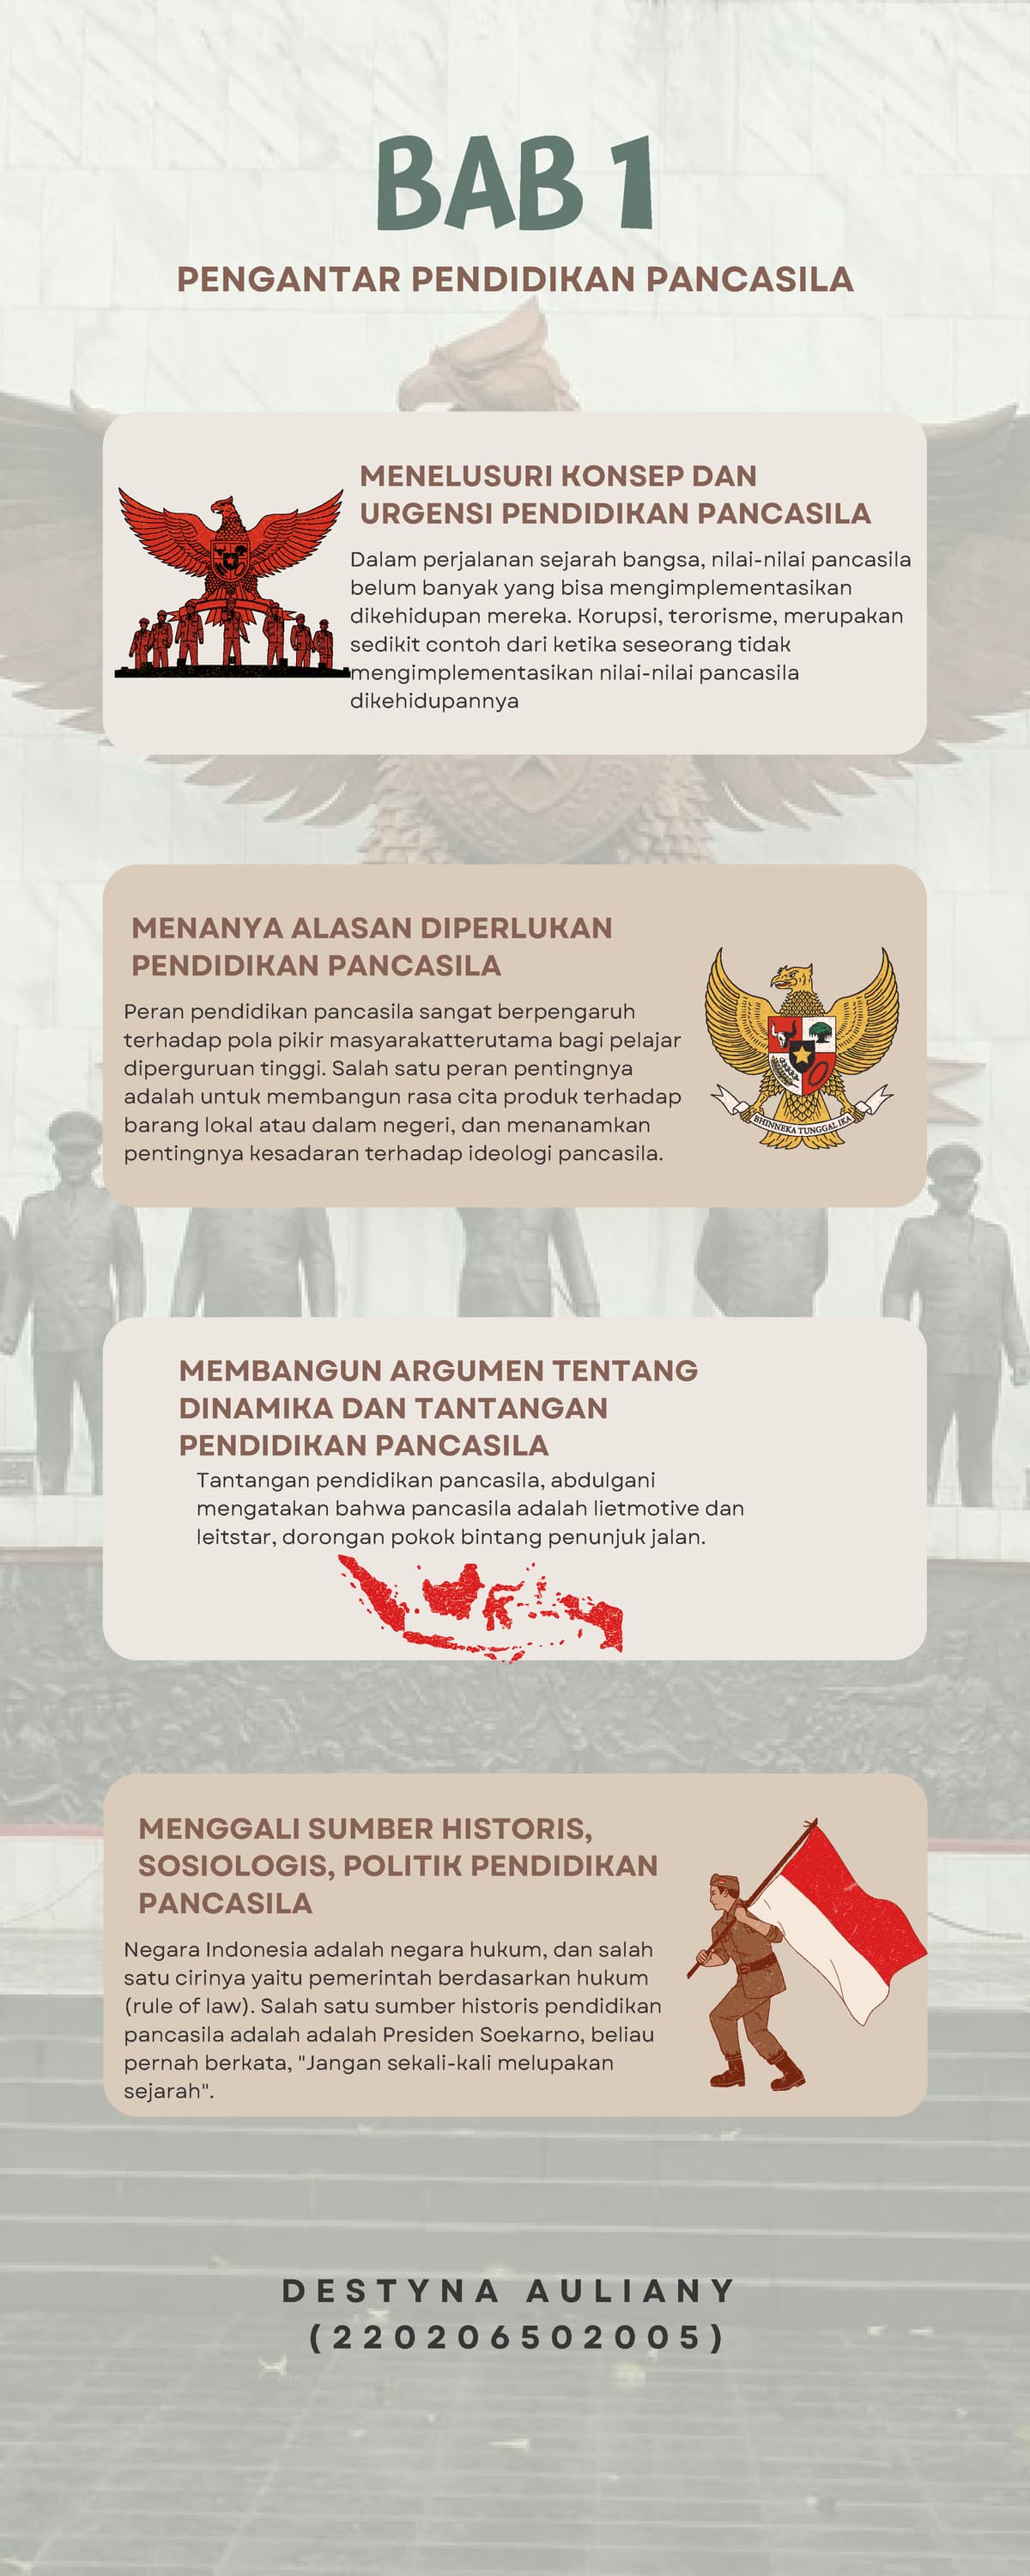 BAB 1
PENGANTAR PENDIDIKAN PANCASILA
MENELUSURI KONSEP DAN
URGENSI PENDIDIKAN PANCASILA
Dalam perjalanan sejarah bangsa, nilai-nilai pancasila
belum banyak yang bisa mengimplementasikan
dikehidupan mereka. Korupsi, terorisme, merupakan
sedikit contoh dari ketika seseorang tidak
mengimplementasikan nilai-nilai pancasila
dikehidupannya
MENANYA ALASAN DIPERLUKAN
PENDIDIKAN PANCASILA
Peran pendidikan pancasila sangat berpengaruh
terhadap pola pikir masyarakatterutama bagi pelajar
diperguruan tinggi. Salah satu peran pentingnya
adalah untuk membangun rasa cita produk terhadap
barang lokal atau dalam negeri, dan menanamkan
pentingnya kesadaran terhadap ideologi pancasila.
BHINNEKA TUNGGAL IKA
MEMBANGUN ARGUMEN TENTANG
DINAMIKA DAN TANTANGAN
PENDIDIKAN PANCASILA
Tantangan pendidikan pancasila, abdulgani
mengatakan bahwa pancasila adalah lietmotive dan
leitstar, dorongan pokok bintang penunjuk jalan.
MENGGALI SUMBER HISTORIS,
SOSIOLOGIS, POLITIK PENDIDIKAN
PANCASILA
Negara Indonesia adalah negara hukum, dan salah
satu cirinya yaitu pemerintah berdasarkan hukum
(rule of law). Salah satu sumber historis pendidikan
pancasila adalah adalah Presiden Soekarno, beliau
pernah berkata, "Jangan sekali-kali melupakan
sejarah".
DESTYNA AULIANY
(220206502005)